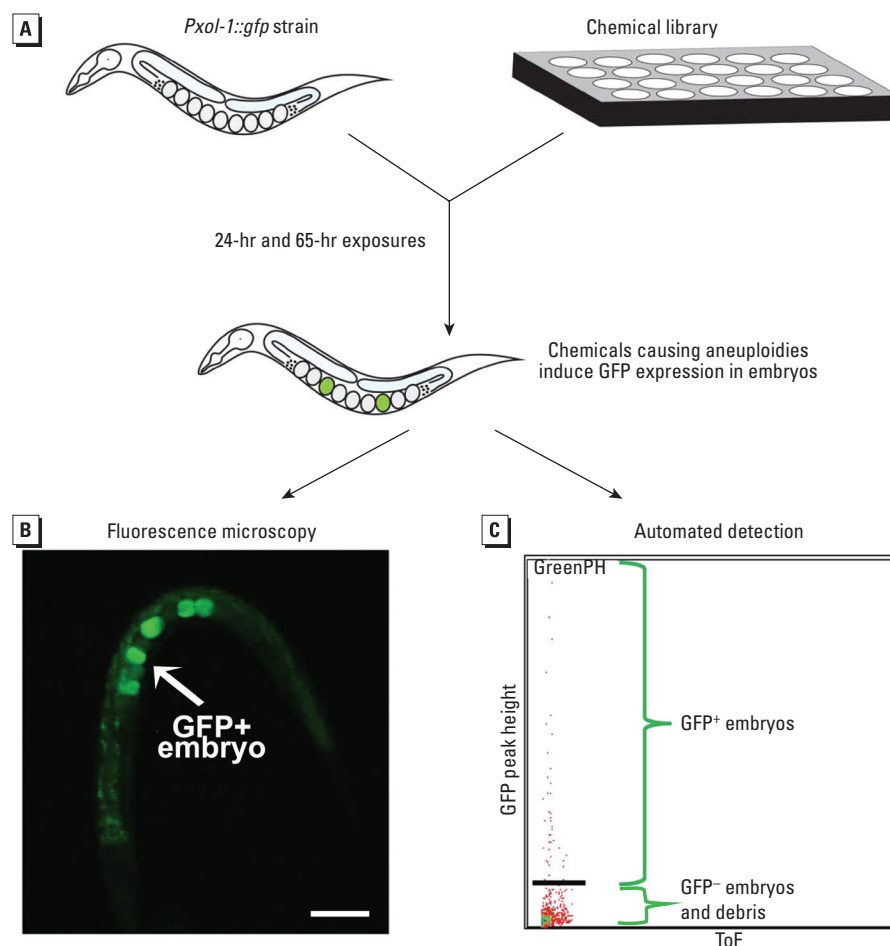 A
Pxol-1::gfp strain
Chemical library
24-hr and 65-hr exposures
Chemicals causing aneuploidies
induce GFP expression in embryos
B
Fluorescence microscopy
GFP+
embryo
C
Automated detection
GreenPH
GFP peak height
GFP⁺ embryos
GFP⁻ embryos
and debris
ToF